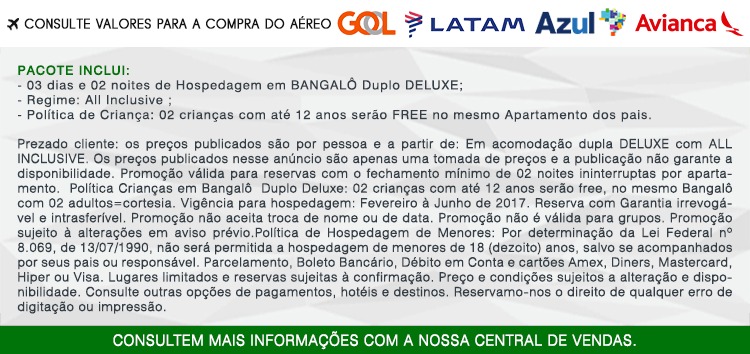 CONSULTE VALORES PARA A COMPRA DO AÉREO GOL LATAM Azul Avianca
PACOTE INCLUI:
- 03 dias e 02 noites de Hospedagem em BANGALÔ Duplo DELUXE;
- Regime: All Inclusive ;
- Política de Criança: 02 crianças com até 12 anos serão FREE no mesmo Apartamento dos pais.
Prezado cliente: os preços publicados são por pessoa e a partir de: Em acomodação dupla DELUXE com ALL
INCLUSIVE. Os preços publicados nesse anúncio são apenas uma tomada de preços e a publicação não garante a
disponibilidade. Promoção válida para reservas com o fechamento mínimo de 02 noites ininterruptas por aparta-
mento. Política Crianças em Bangalô Duplo Deluxe: 02 crianças com até 12 anos serão free, no mesmo Bangalô
com 02 adultos=cortesia. Vigência para hospedagem: Fevereiro à Junho de 2017. Reserva com Garantia irrevogá-
vel e intrasferível. Promoção não aceita troca de nome ou de data. Promoção não é válida para grupos. Promoção
sujeito à alterações em aviso prévio.Política de Hospedagem de Menores: Por determinação da Lei Federal nº
8.069, de 13/07/1990, não será permitida a hospedagem de menores de 18 (dezoito) anos, salvo se acompanhados
por seus pais ou responsável. Parcelamento, Boleto Bancário, Débito em Conta e cartões Amex, Diners, Mastercard,
Hiper ou Visa. Lugares limitados e reservas sujeitas à confirmação. Preço e condições sujeitos a alteração e dispo-
nibilidade. Consulte outras opções de pagamentos, hotéis e destinos. Reservamo-nos o direito de qualquer erro de
digitação ou impressão.
CONSULTEM MAIS INFORMAÇÕES COM A NOSSA CENTRAL DE VENDAS.